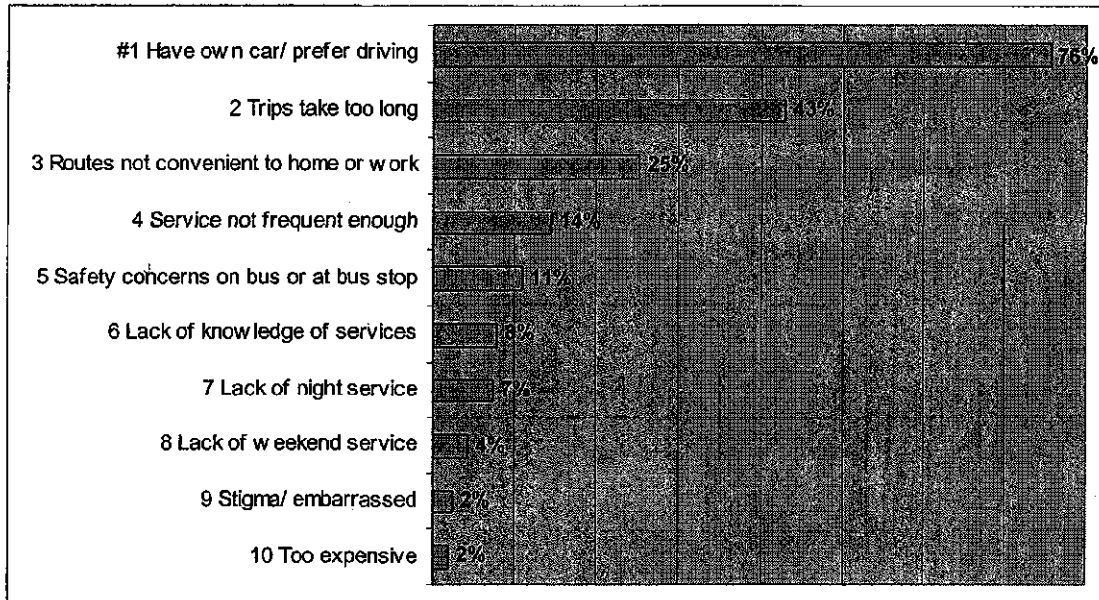 #1 Have own car/ prefer driving 76%
2 Trips take too long 43%
3 Routes not convenient to home or work 25%
4 Service not frequent enough 14%
5 Safety concerns on bus or at bus stop 11%
6 Lack of knowledge of services 8%
7 Lack of night service 7%
8 Lack of weekend service 4%
9 Stigma/ embarrassed 2%
10 Too expensive 2%